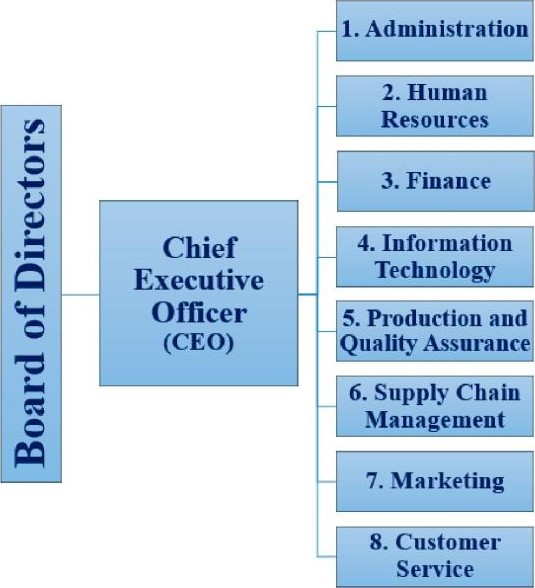 Board of Directors
Chief
Executive
Officer
(CEO)
1. Administration
2. Human
Resources
3. Finance
4. Information
Technology
5. Production and
Quality Assurance
6. Supply Chain
Management
7. Marketing
8. Customer
Service